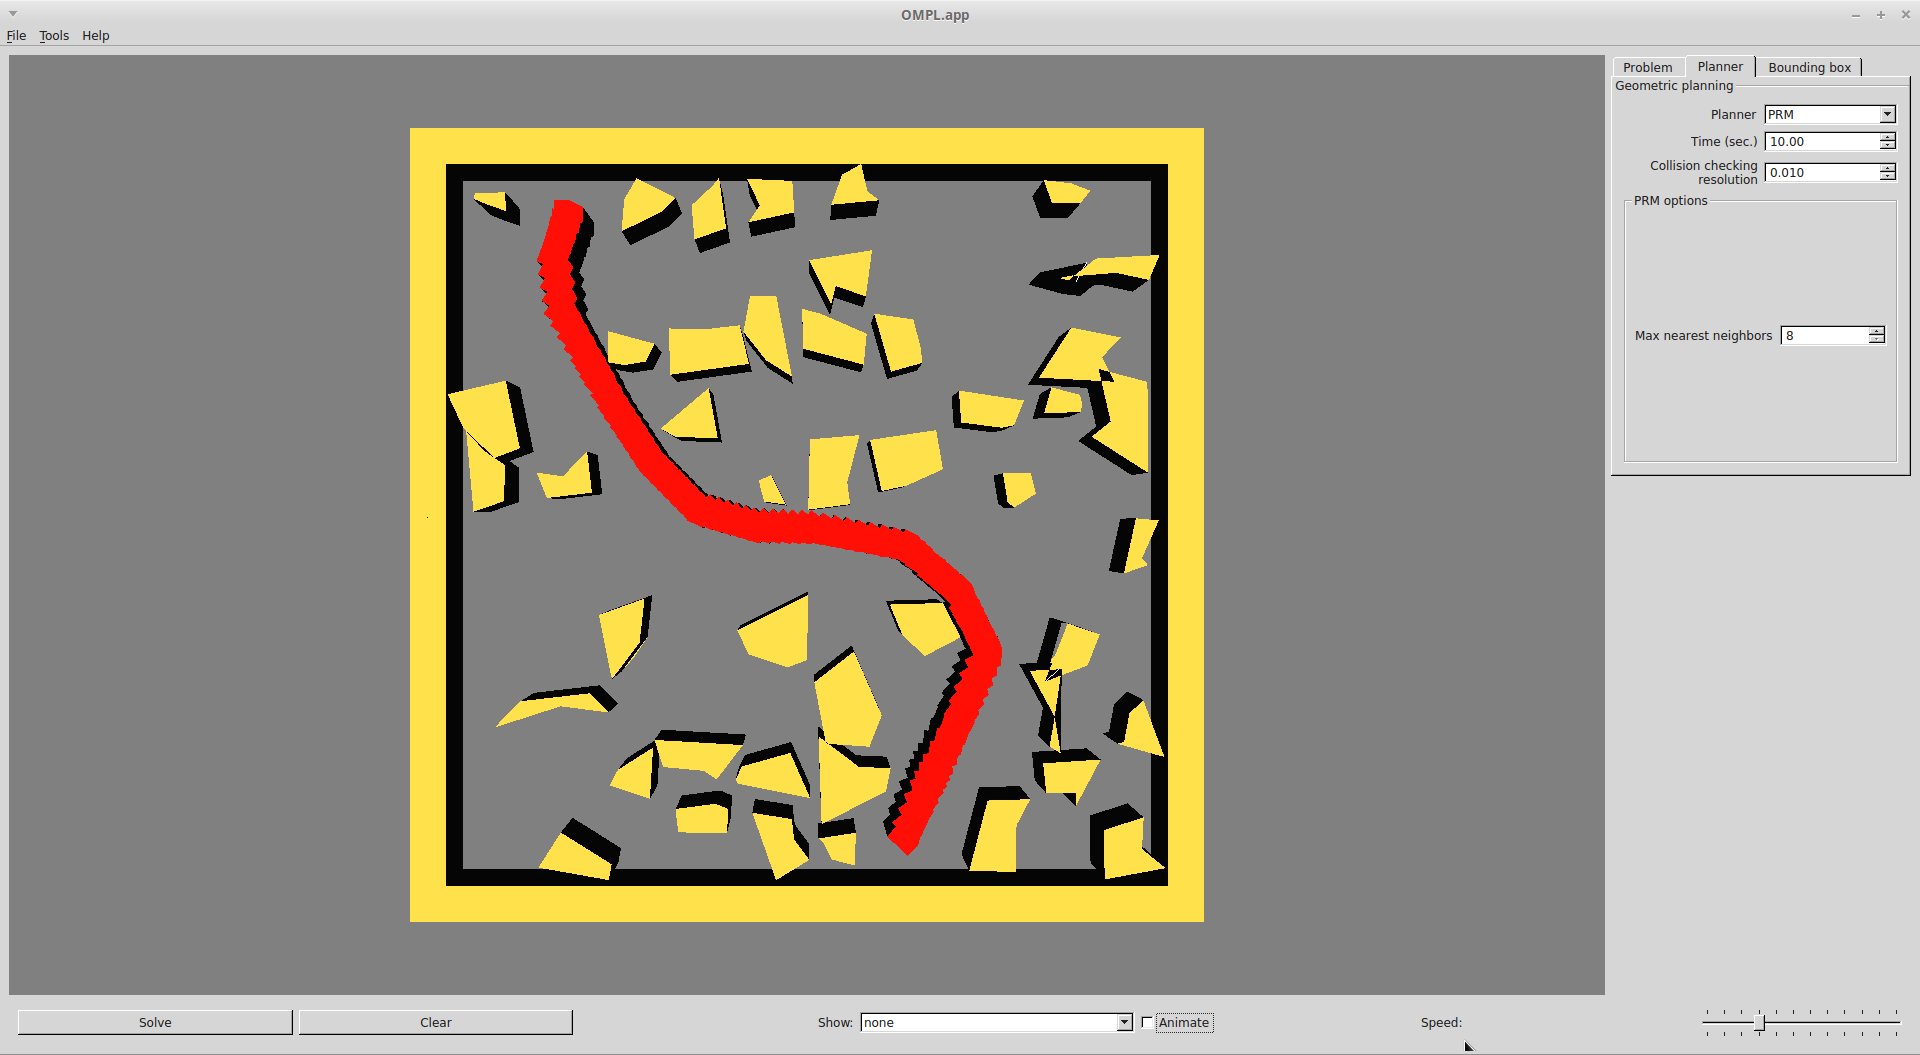 OMPL.app
File Tools Help
Problem Planner Bounding box
Geometric planning
Planner PRM
Time (sec.) 10.00
Collision checking
resolution 0.010
PRM options
Max nearest neighbors 8
Solve Clear Show: none Animate Speed: